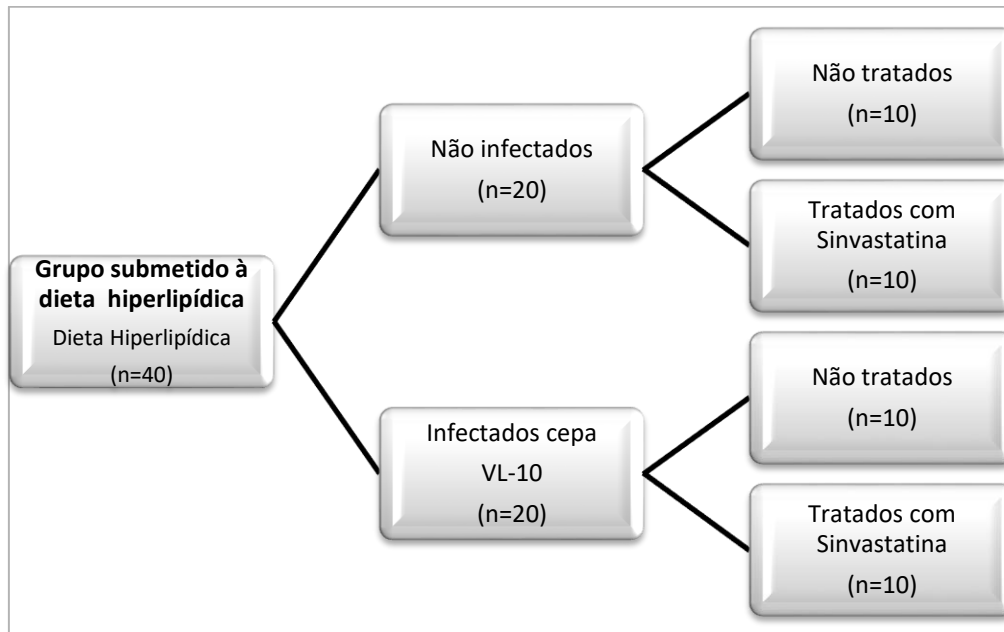 Grupo submetido à
dieta hiperlipídica
Dieta Hiperlipídica
(n=40)
Não infectados
(n=20)
Infectados cepa
VL-10
(n=20)
Não tratados
(n=10)
Tratados com
Sinvastatina
(n=10)
Não tratados
(n=10)
Tratados com
Sinvastatina
(n=10)